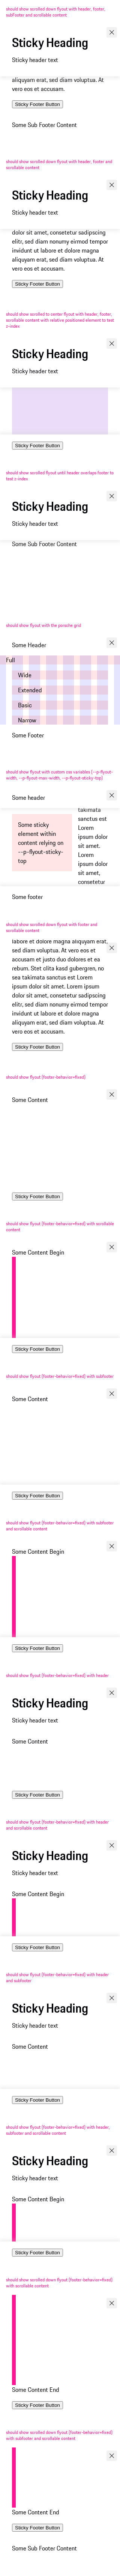 should show scrolled down flyout with header, footer,
subfooter and scrollable content
Sticky Heading
Sticky header text
aliquyam erat, sed diam voluptua. At
vero eos et accusam.
Sticky Footer Button
Some Sub Footer Content
should show scrolled down flyout with header, footer and
scrollable content
Sticky Heading
Sticky header text
dolor sit amet, consetetur sadipscing
elitr, sed diam nonumy eirmod tempor
invidunt ut labore et dolore magna
aliquyam erat, sed diam voluptua. At
vero eos et accusam.
Sticky Footer Button
should show scrolled to center flyout with header, footer,
scrollable content with relative positioned element to test
z-index
Sticky Heading
Sticky header text
Sticky Footer Button
should show scrolled flyout until header overlaps footer to
test z-index
Sticky Heading
Sticky header text
Some Sub Footer Content
should show flyout with the porsche grid
Some Header
Full
Wide
Extended
Basic
Narrow
Some Footer
should show flyout with custom css variables (--p-flyout-
width, --p-flyout-max-width, --p-flyout-sticky-top)
Some header
takimata
sanctus est
Lorem
ipsum dolor
sit amet.
Lorem
ipsum dolor
sit amet,
consetetur
Some sticky
element within
content relying on
--p-flyout-sticky-
top
Some footer
should show scrolled down flyout with footer and
scrollable content
labore et dolore magna aliquyam erat,
sed diam voluptua. At vero eos et
accusam et justo duo dolores et ea
rebum. Stet clita kasd gubergren, no
sea takimata sanctus est Lorem
ipsum dolor sit amet. Lorem ipsum
dolor sit amet, consetetur sadipscing
elitr, sed diam nonumy eirmod tempor
invidunt ut labore et dolore magna
aliquyam erat, sed diam voluptua. At
vero eos et accusam.
Sticky Footer Button
should show flyout (footer-behavior=fixed)
Some Content
Sticky Footer Button
should show flyout (footer-behavior=fixed) with scrollable
content
Some Content Begin
Sticky Footer Button
should show flyout (footer-behavior=fixed) with subfooter
Some Content
Sticky Footer Button
should show flyout (footer-behavior=fixed) with subfooter
and scrollable content
Some Content Begin
Sticky Footer Button
should show flyout (footer-behavior=fixed) with header
Sticky Heading
Sticky header text
Some Content
Sticky Footer Button
should show flyout (footer-behavior=fixed) with header
and scrollable content
Sticky Heading
Sticky header text
Some Content Begin
Sticky Footer Button
should show flyout (footer-behavior=fixed) with header
and subfooter
Sticky Heading
Sticky header text
Some Content
Sticky Footer Button
should show flyout (footer-behavior=fixed) with header,
subfooter and scrollable content
Sticky Heading
Sticky header text
Some Content Begin
Sticky Footer Button
should show scrolled down flyout (footer-behavior=fixed)
with scrollable content
Some Content End
Sticky Footer Button
should show scrolled down flyout (footer-behavior=fixed)
with subfooter and scrollable content
Some Content End
Sticky Footer Button
Some Sub Footer Content